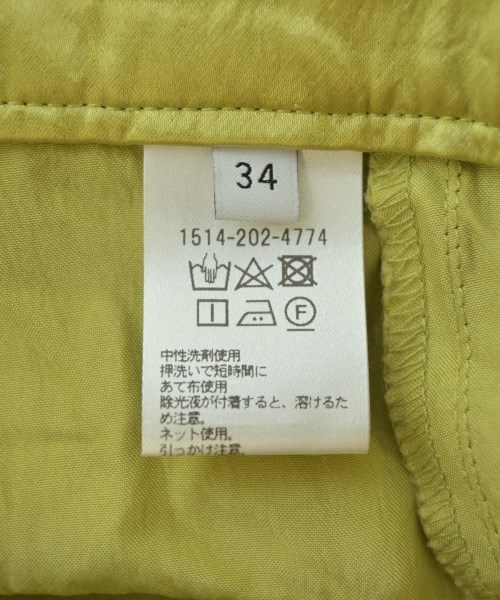 34
1514-202-4774
F
中性洗剤使用
押洗いで短時間に
あて布使用
除光液が付着すると、溶けるた
め注意。
ネット使用。
引っかけ注意。